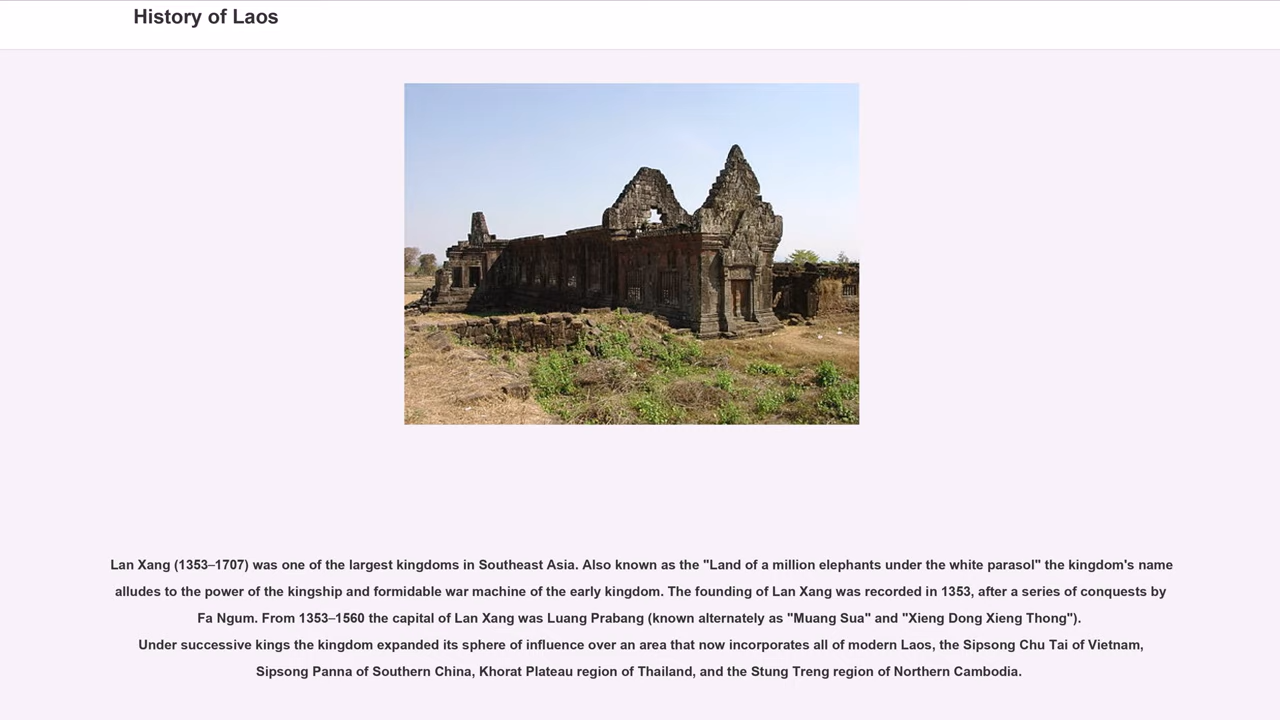 History of Laos
Lan Xang (1353–1707) was one of the largest kingdoms in Southeast Asia. Also known as the "Land of a million elephants under the white parasol" the kingdom's name
alludes to the power of the kingship and formidable war machine of the early kingdom. The founding of Lan Xang was recorded in 1353, after a series of conquests by
Fa Ngum. From 1353–1560 the capital of Lan Xang was Luang Prabang (known alternately as "Muang Sua" and "Xieng Dong Xieng Thong").
Under successive kings the kingdom expanded its sphere of influence over an area that now incorporates all of modern Laos, the Sipsong Chu Tai of Vietnam,
Sipsong Panna of Southern China, Khorat Plateau region of Thailand, and the Stung Treng region of Northern Cambodia.